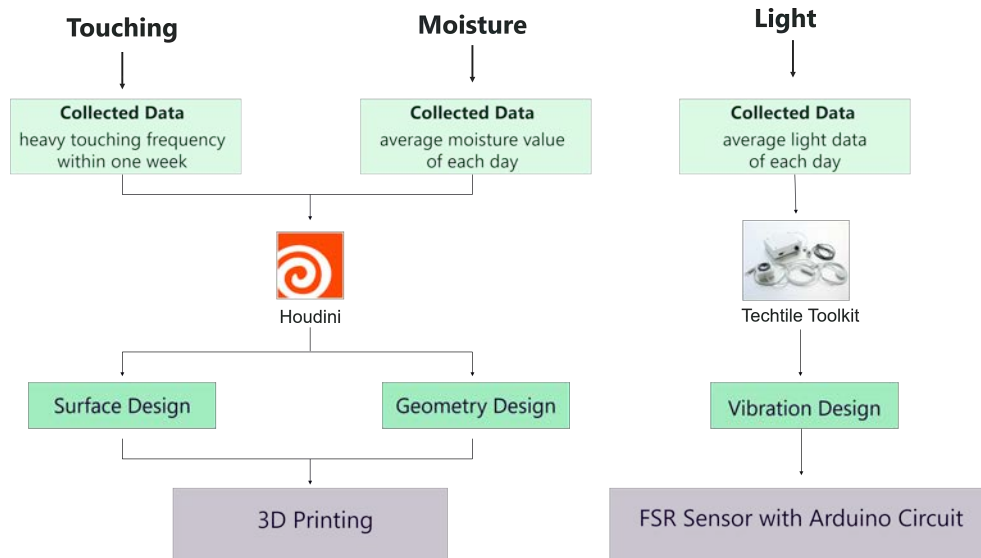 Touching
Moisture
Light
Collected Data
heavy touching frequency
within one week
Collected Data
average moisture value
of each day
Collected Data
average light data
of each day
Houdini
Techtile Toolkit
Surface Design
Geometry Design
Vibration Design
3D Printing
FSR Sensor with Arduino Circuit